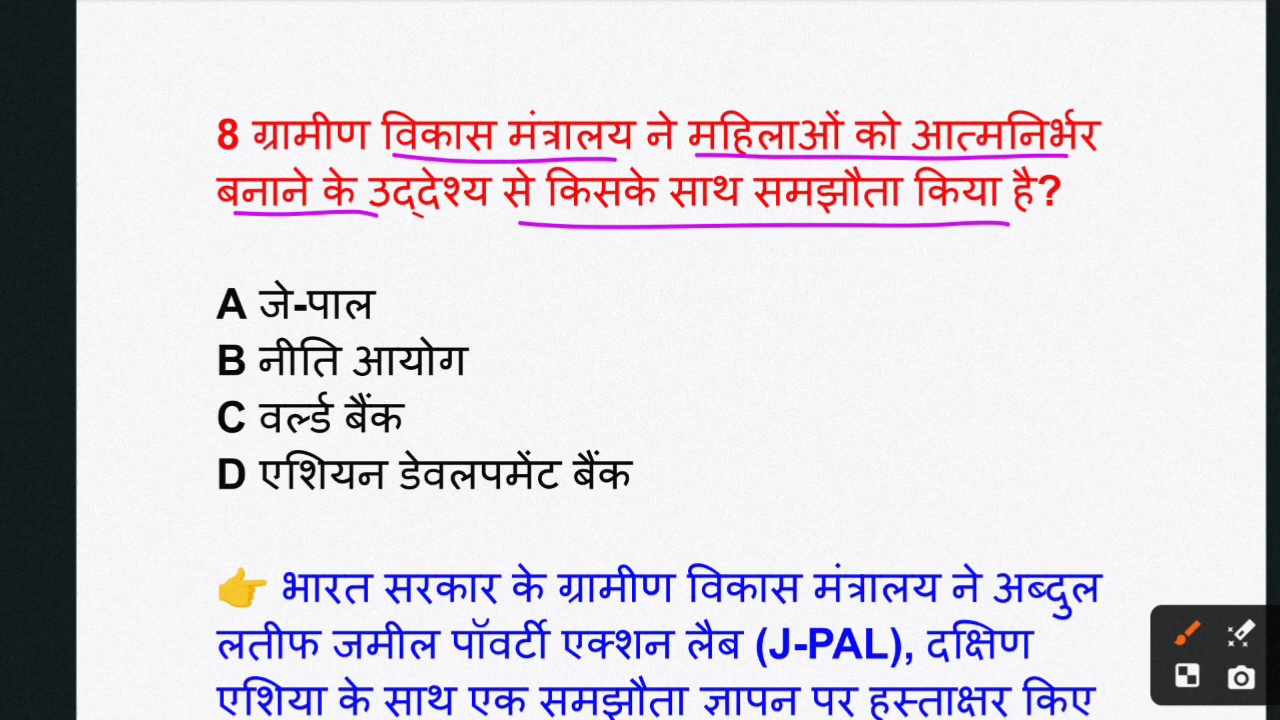 8 ग्रामीण विकास मंत्रालय ने महिलाओं को आत्मनिर्भर
बनाने के उद्देश्य से किसके साथ समझौता किया है?
A जे-पाल
B नीति आयोग
C वर्ल्ड बैंक
D एशियन डेवलपमेंट बैंक
👉 भारत सरकार के ग्रामीण विकास मंत्रालय ने अब्दुल
लतीफ जमील पॉवर्टी एक्शन लैब (J-PAL), दक्षिण
एशिया के साथ एक समझौता ज्ञापन पर हस्ताक्षर किए